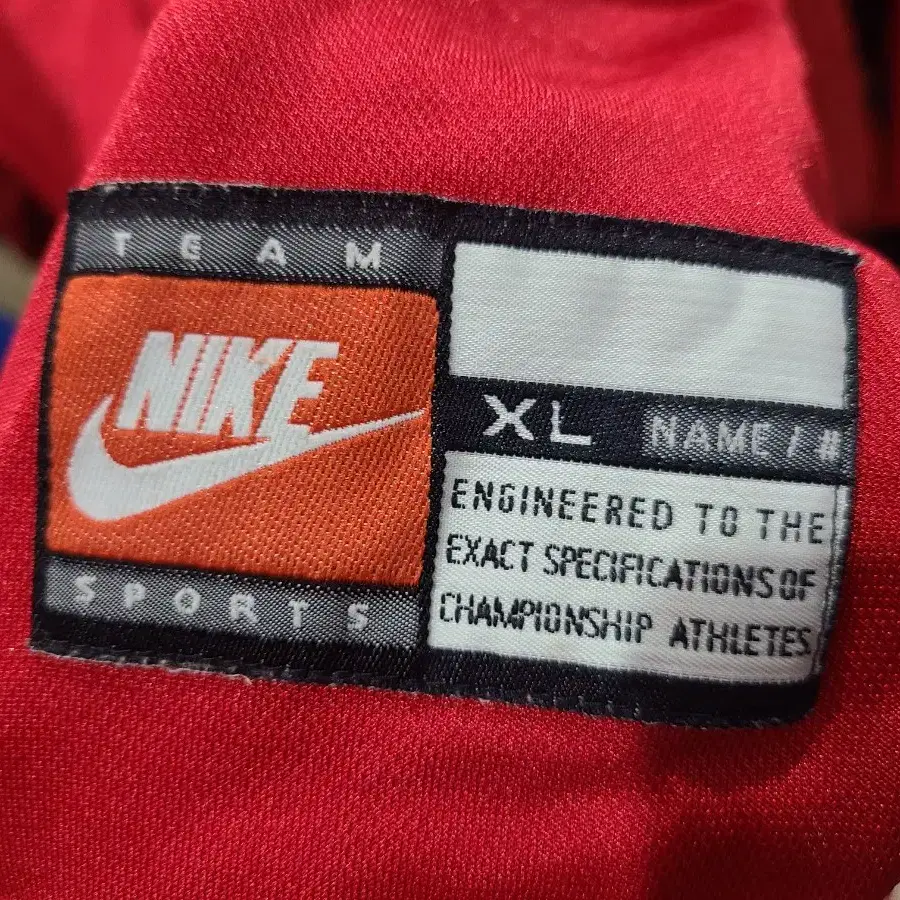 TEAM
NIKE
SPORTS
XL NAME / #
ENGINEERED TO THE
EXACT SPECIFICATIONS OF
CHAMPIONSHIP ATHLETES